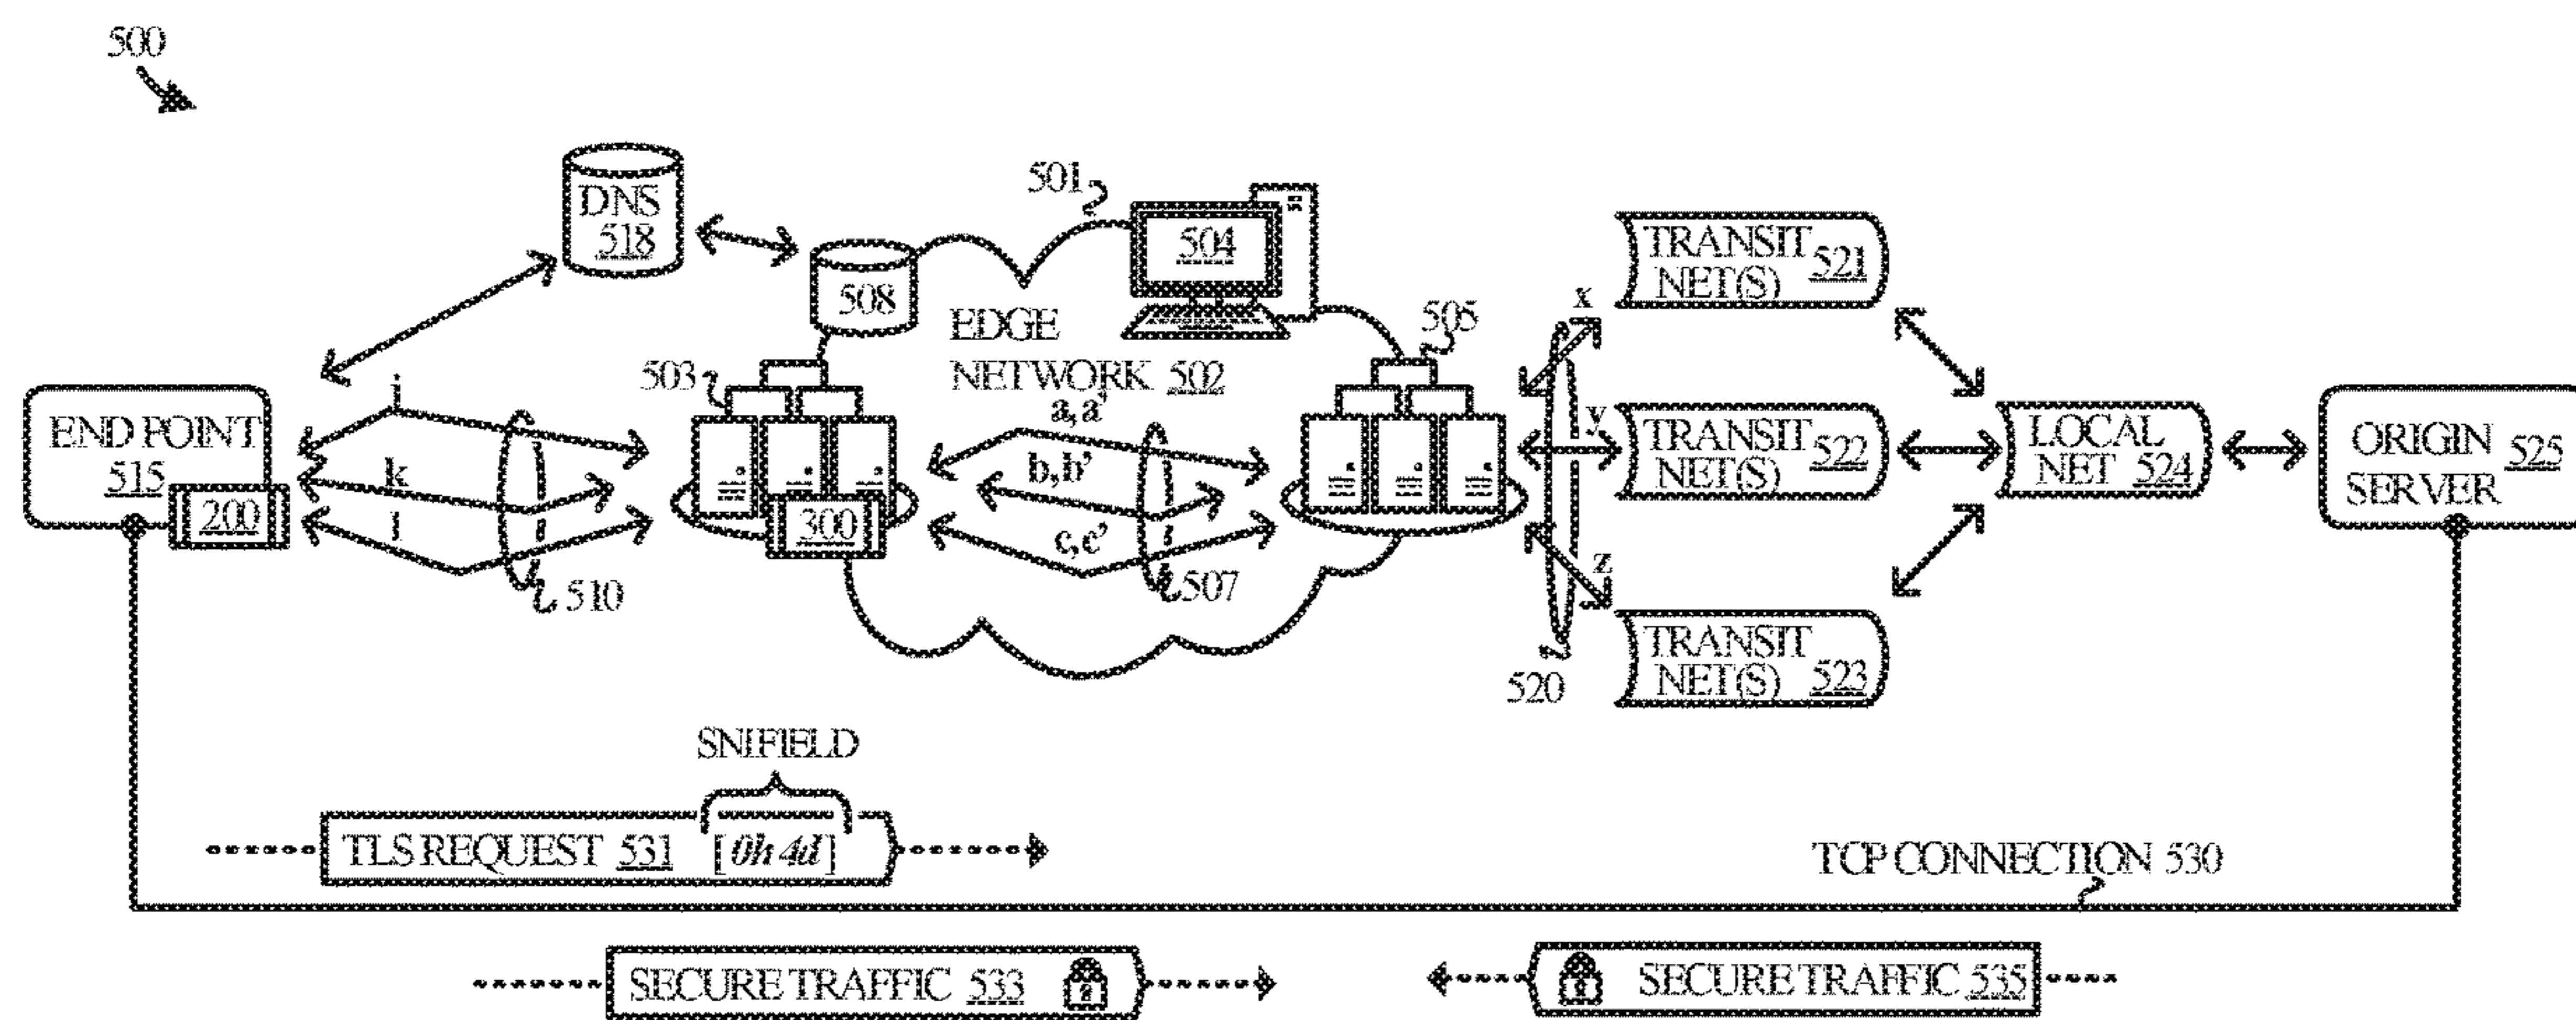 500
DNS
518
501
504
508
EDGE
NETWORK 502
503
505
TRANSIT
NET(S) 521
x
j
END POINT
515
200
k
l
510
300
a,a'
b,b'
c,c'
507
y
TRANSIT
NET(S) 522
LOCAL
NET 524
ORIGIN
SERVER 525
z
520
TRANSIT
NET(S) 523
SNI FIELD
TLS REQUEST 531 [0h 4d]
TCP CONNECTION 530
SECURE TRAFFIC 533
SECURE TRAFFIC 535